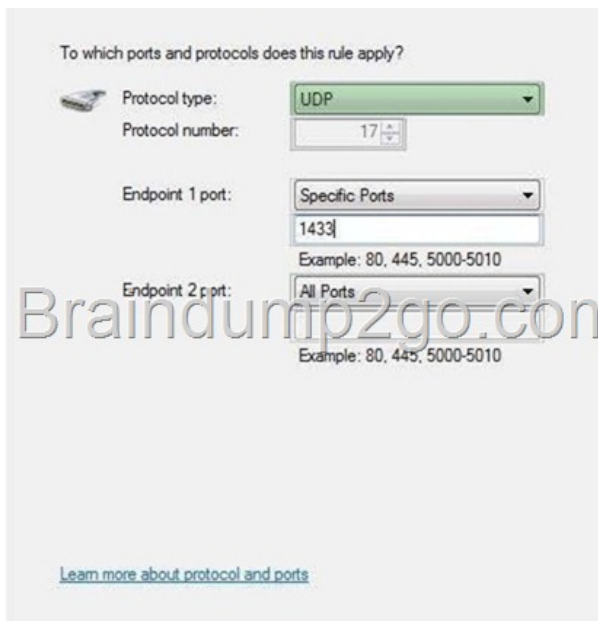 To which ports and protocols does this rule apply?
Protocol type: UDP
Protocol number: 17
Endpoint 1 port: Specific Ports
1433
Example: 80, 445, 5000-5010
Endpoint 2 port: All Ports
Braindump2go.com
Example: 80, 445, 5000-5010
Learn more about protocol and ports